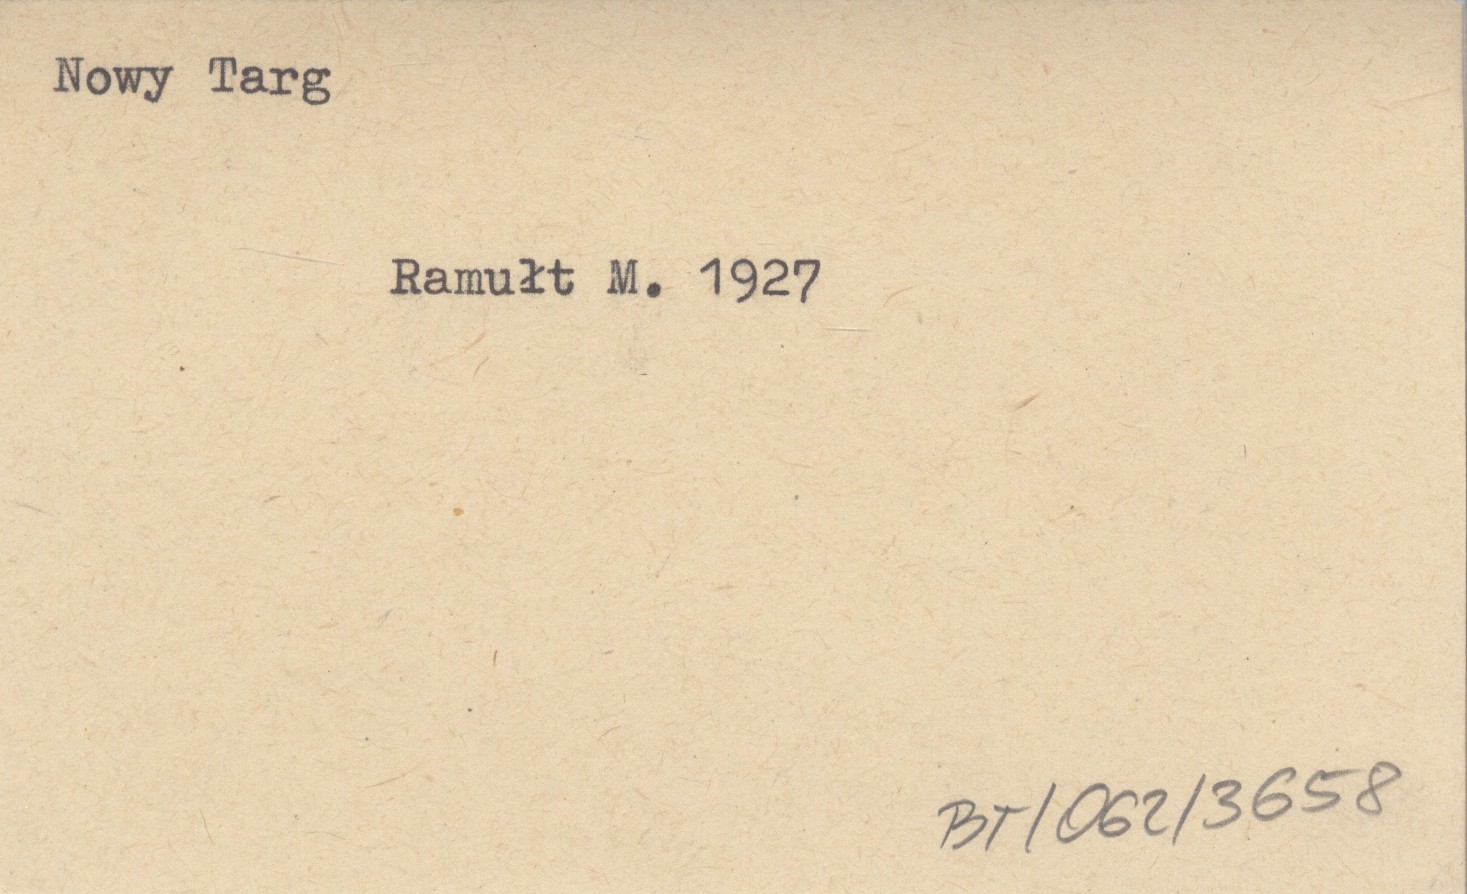 Nowy Targ
Ramułt M. 1927
BT/062/3658